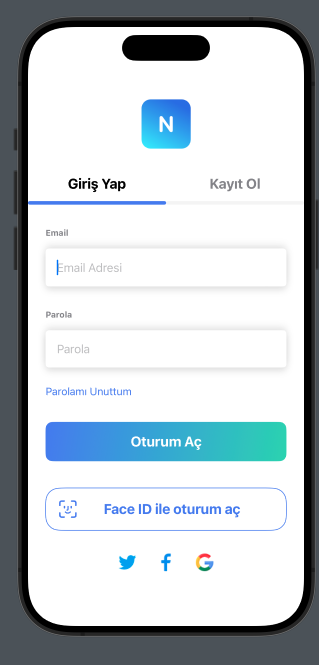 N
Giriş Yap
Kayıt Ol
Email
Email Adresi
Parola
Parola
Parolamı Unuttum
Oturum Aç
Face ID ile oturum aç